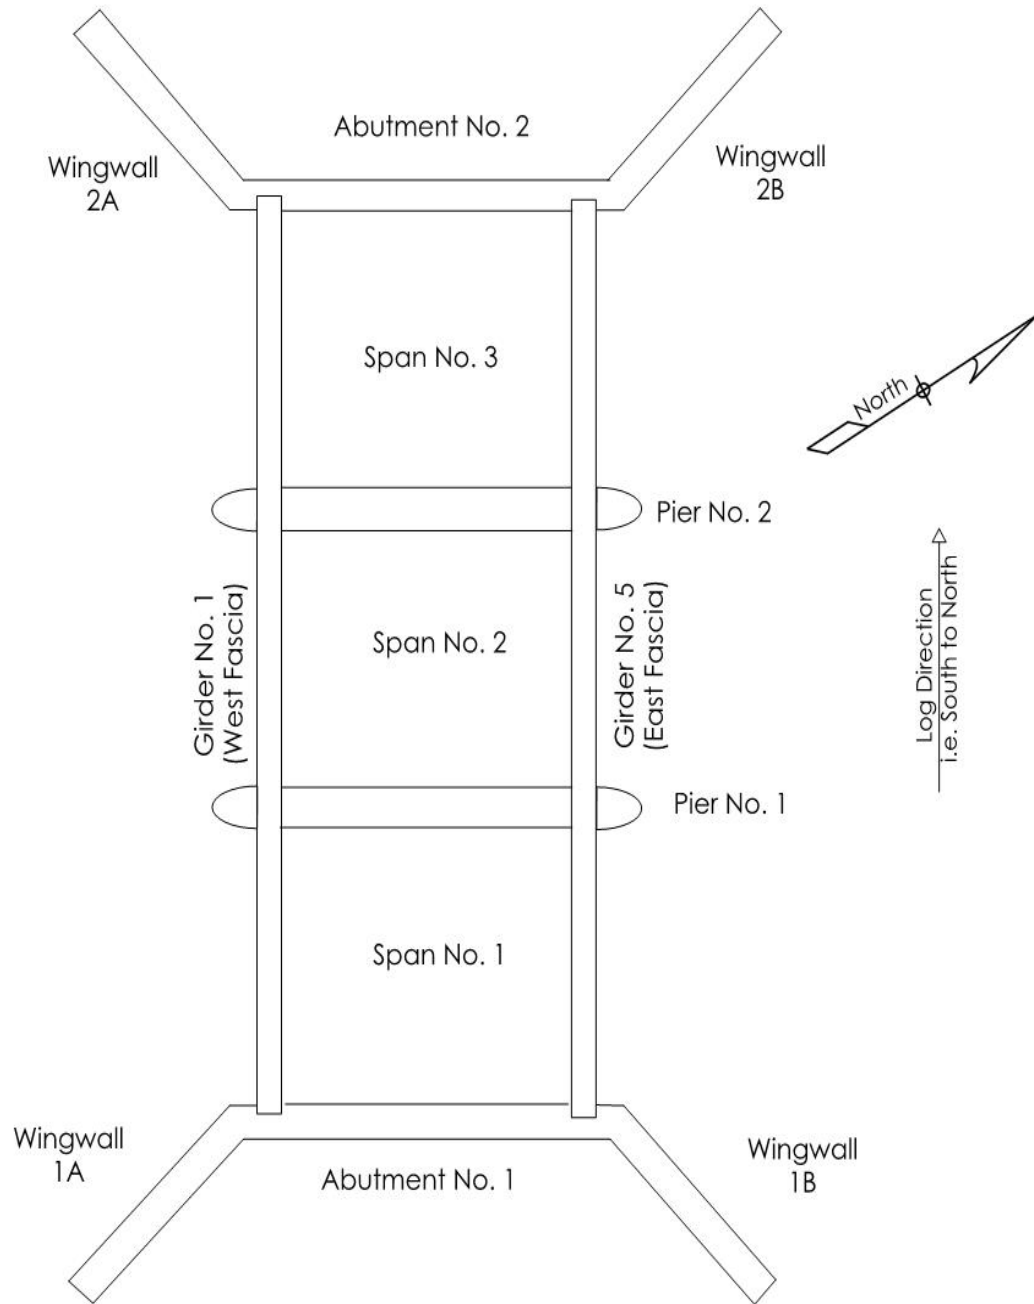 Abutment No. 2
Wingwall
2A
Wingwall
2B
Span No. 3
North
Pier No. 2
Girder No. 1
(West Fascia)
Span No. 2
Girder No. 5
(East Fascia)
Log Direction
i.e. South to North
Pier No. 1
Span No. 1
Wingwall
1A
Abutment No. 1
Wingwall
1B